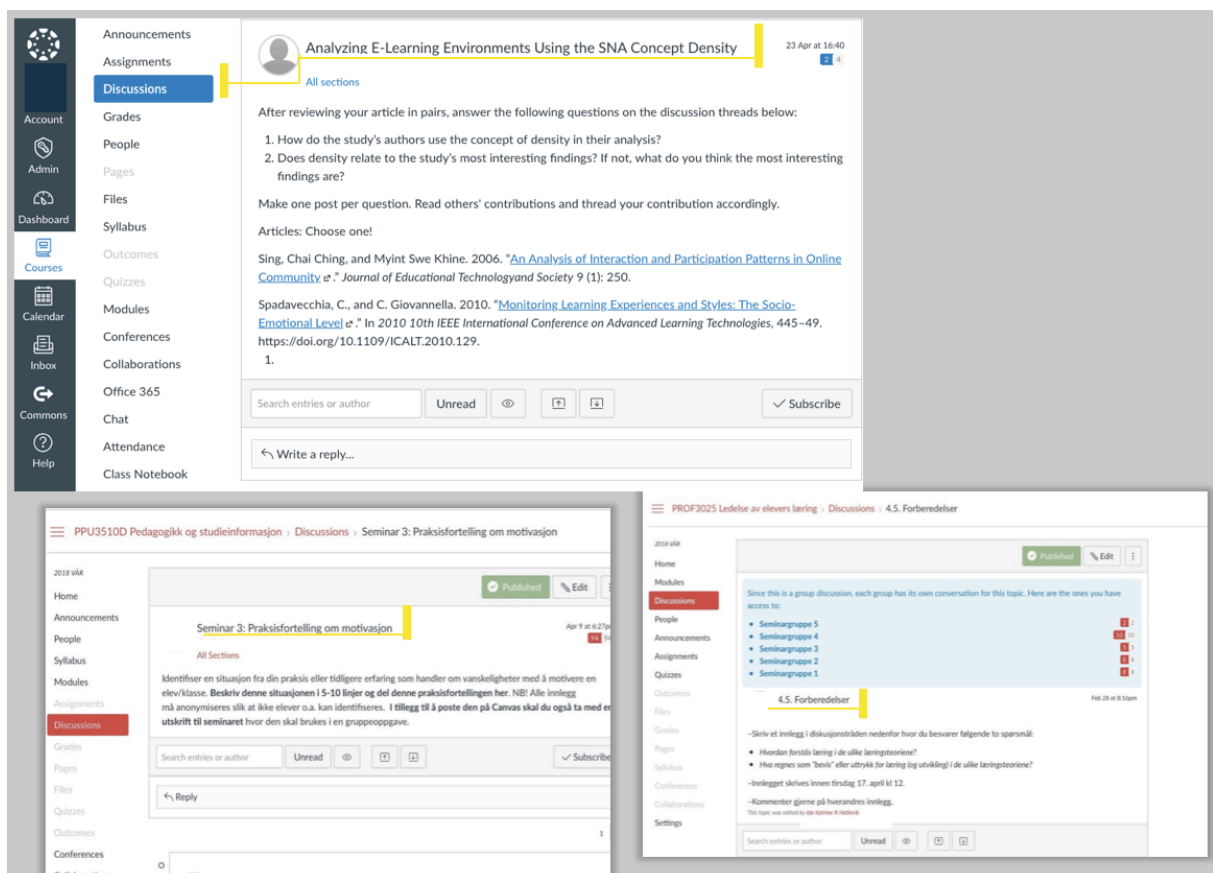 Account
Admin
Dashboard
Courses
Calendar
Inbox
Commons
Help
Announcements
Assignments
Discussions
Grades
People
Pages
Files
Syllabus
Outcomes
Quizzes
Modules
Conferences
Collaborations
Office 365
Chat
Attendance
Class Notebook
Analyzing E-Learning Environments Using the SNA Concept Density
23 Apr at 16:40
2 4
All sections
After reviewing your article in pairs, answer the following questions on the discussion threads below:
1. How do the study's authors use the concept of density in their analysis?
2. Does density relate to the study's most interesting findings? If not, what do you think the most interesting
findings are?
Make one post per question. Read others' contributions and thread your contribution accordingly.
Articles: Choose one!
Sing, Chai Ching, and Myint Swe Khine. 2006. "An Analysis of Interaction and Participation Patterns in Online
Community ." Journal of Educational Technologyand Society 9 (1): 250.
Spadavecchia, C., and C. Giovannella. 2010. "Monitoring Learning Experiences and Styles: The Socio-
Emotional Level ." In 2010 10th IEEE International Conference on Advanced Learning Technologies, 445–49.
https://doi.org/10.1109/ICALT.2010.129.
1.
Search entries or author Unread Subscribe
Write a reply...
PPU3510D Pedagogikk og studieinformasjon › Discussions › Seminar 3: Praksisfortelling om motivasjon
2018 VÅR
Home
Announcements
People
Syllabus
Modules
Assignments
Discussions
Grades
Pages
Files
Quizzes
Outcomes
Conferences
Published Edit
Seminar 3: Praksisfortelling om motivasjon
Apr 9 at 6:27p
94
All Sections
Identifiser en situasjon fra din praksis eller tidligere erfaring som handler om vanskeligheter med å motivere en
elev/klasse. Beskriv denne situasjonen i 5-10 linjer og del denne praksisfortellingen her. NB! Alle innlegg
må anonymiseres slik at ikke elever o.a. kan identifiseres. I tillegg til å poste den på Canvas skal du også ta med en
utskrift til seminaret hvor den skal brukes i en gruppeoppgave.
Search entries or author Unread Subscribe
Reply
1
PROF3025 Ledelse av elevers læring › Discussions › 4.5. Forberedelser
2018 VÅR
Home
Modules
Discussions
People
Announcements
Assignments
Quizzes
Outcomes
Files
Grades
Pages
Syllabus
Conferences
Collaborations
Settings
Published Edit
Since this is a group discussion, each group has its own conversation for this topic. Here are the ones you have
access to:
• Seminargruppe 5
• Seminargruppe 4
• Seminargruppe 3
• Seminargruppe 2
• Seminargruppe 1
4.5. Forberedelser
Feb 28 at 8:16pm
–Skriv et innlegg i diskusjonstråden nedenfor hvor du besvarer følgende to spørsmål:
• Hvordan forstås læring i de ulike læringsteoriene?
• Hva regnes som "bevis" eller uttrykk for læring (og utvikling) i de ulike læringsteoriene?
–Innlegget skrives innen tirsdag 17. april kl 12.
–Kommenter gjerne på hverandres innlegg.
This topic was edited by
Search entries or author Unread